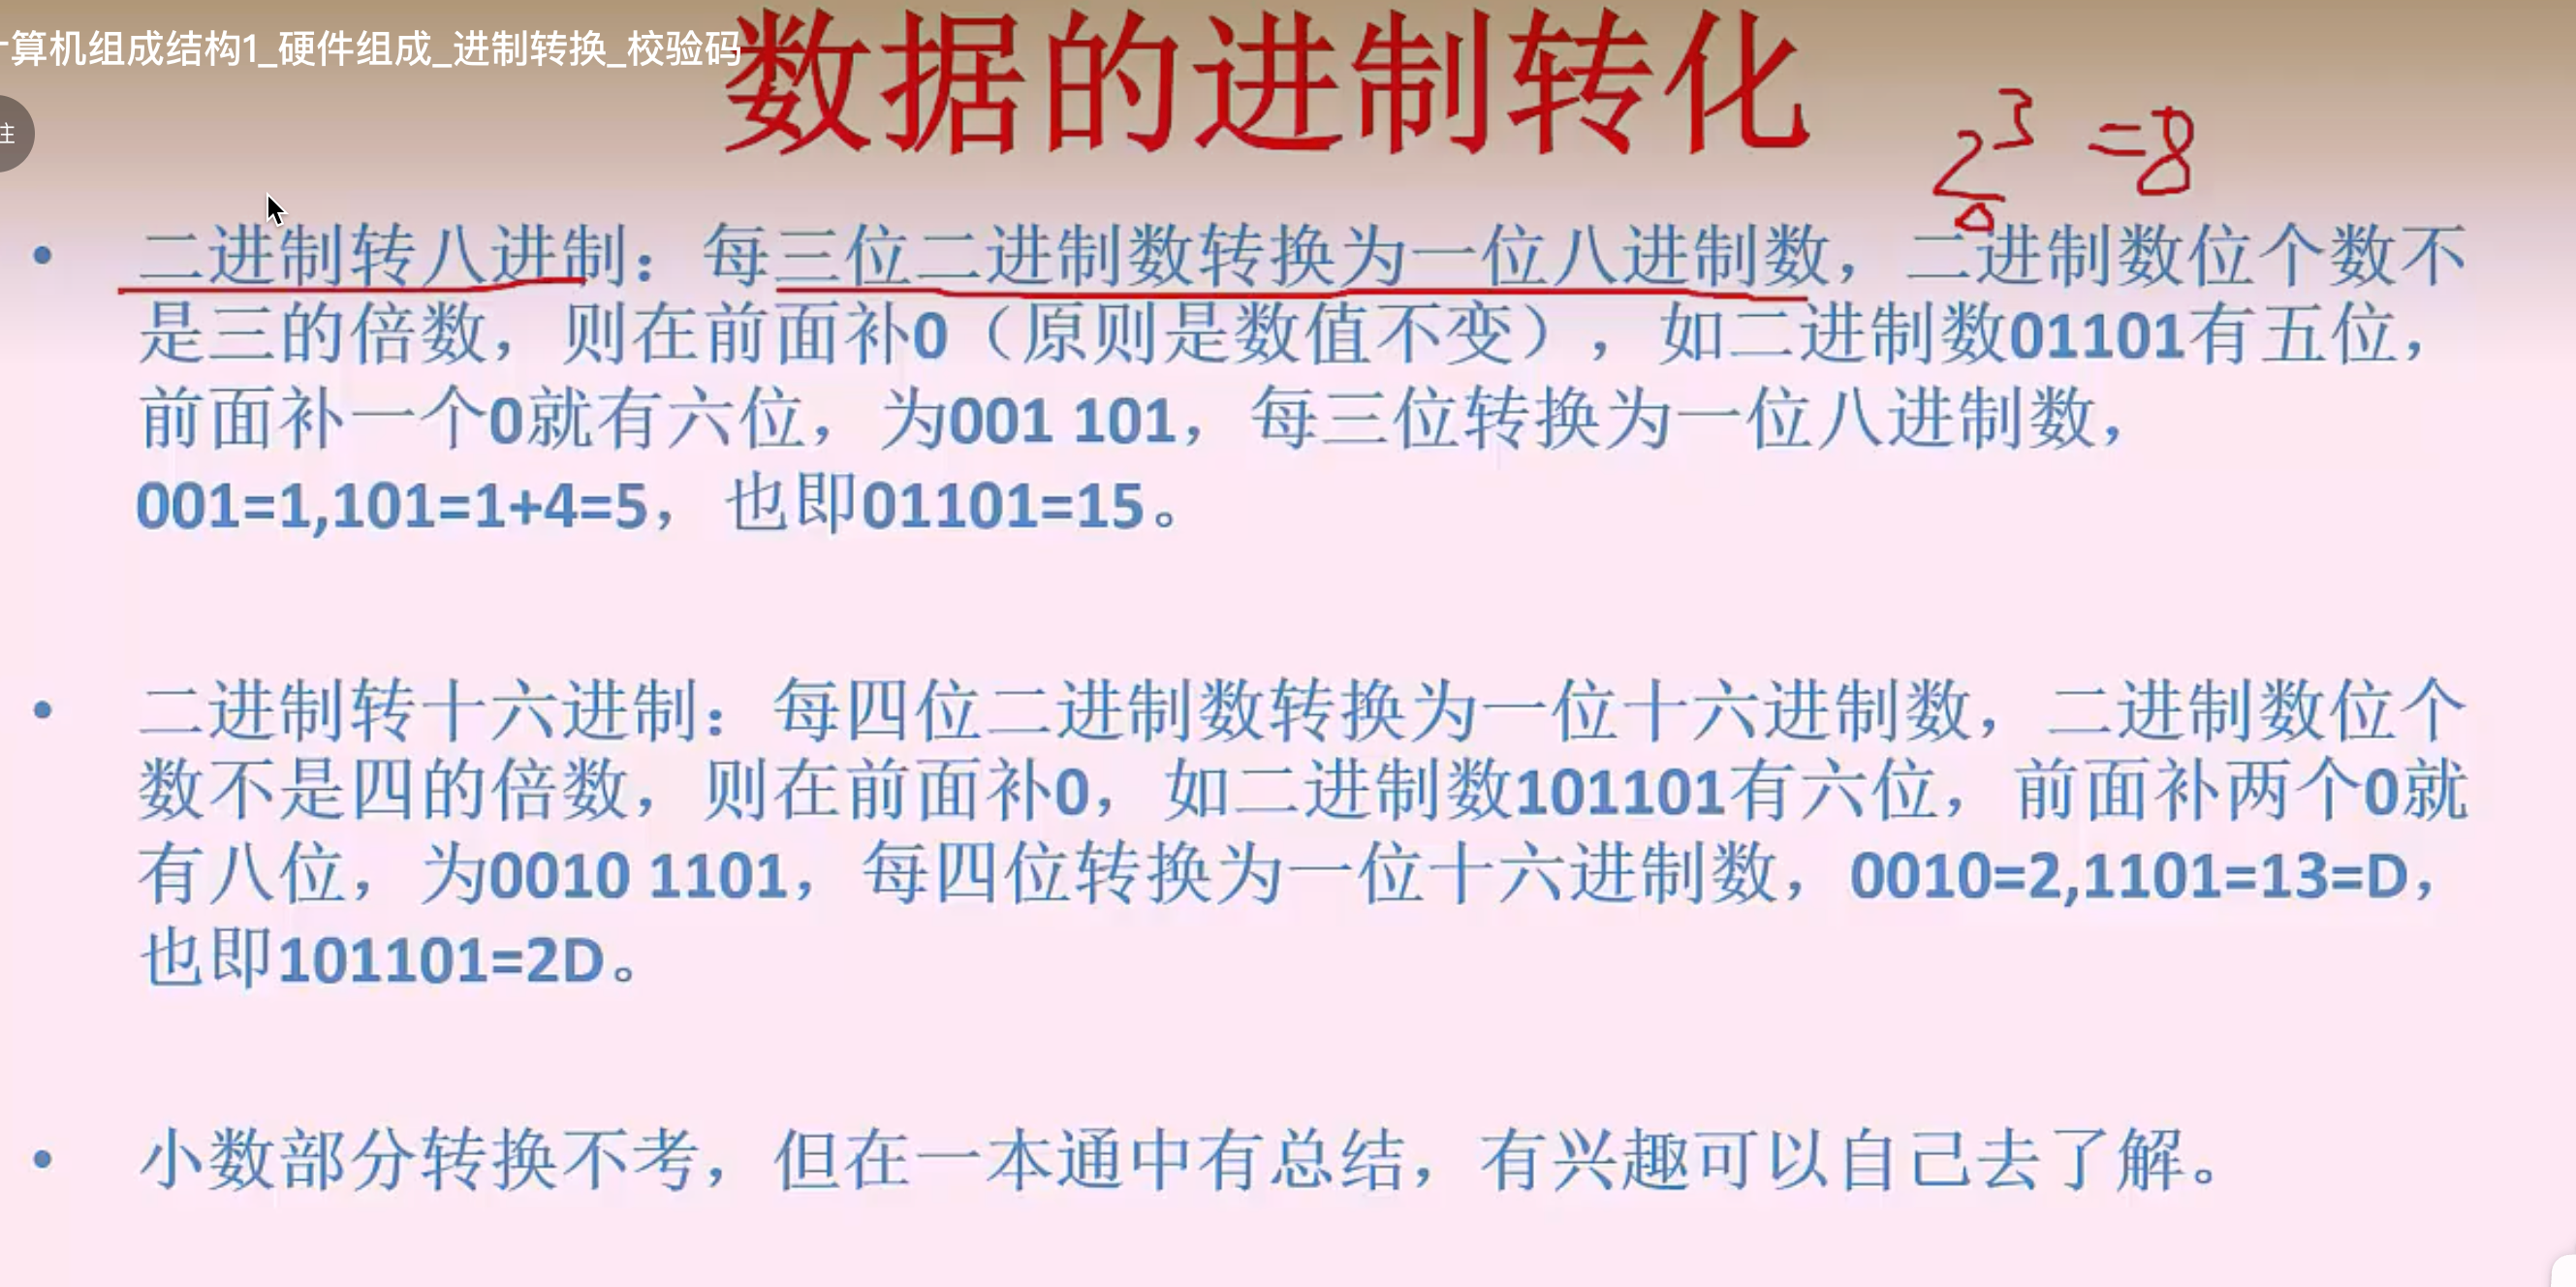 算机组成结构1_硬件组成_进制转换_校验码
数据的进制转化
2³=8
0
注
• 二进制转八进制：每三位二进制数转换为一位八进制数，二进制数位个数不
是三的倍数，则在前面补0（原则是数值不变），如二进制数01101有五位，
前面补一个0就有六位，为001 101，每三位转换为一位八进制数，
001=1,101=1+4=5，也即01101=15。
• 二进制转十六进制：每四位二进制数转换为一位十六进制数，二进制数位个
数不是四的倍数，则在前面补0，如二进制数101101有六位，前面补两个0就
有八位，为0010 1101，每四位转换为一位十六进制数，0010=2,1101=13=D，
也即101101=2D。
• 小数部分转换不考，但在一本通中有总结，有兴趣可以自己去了解。